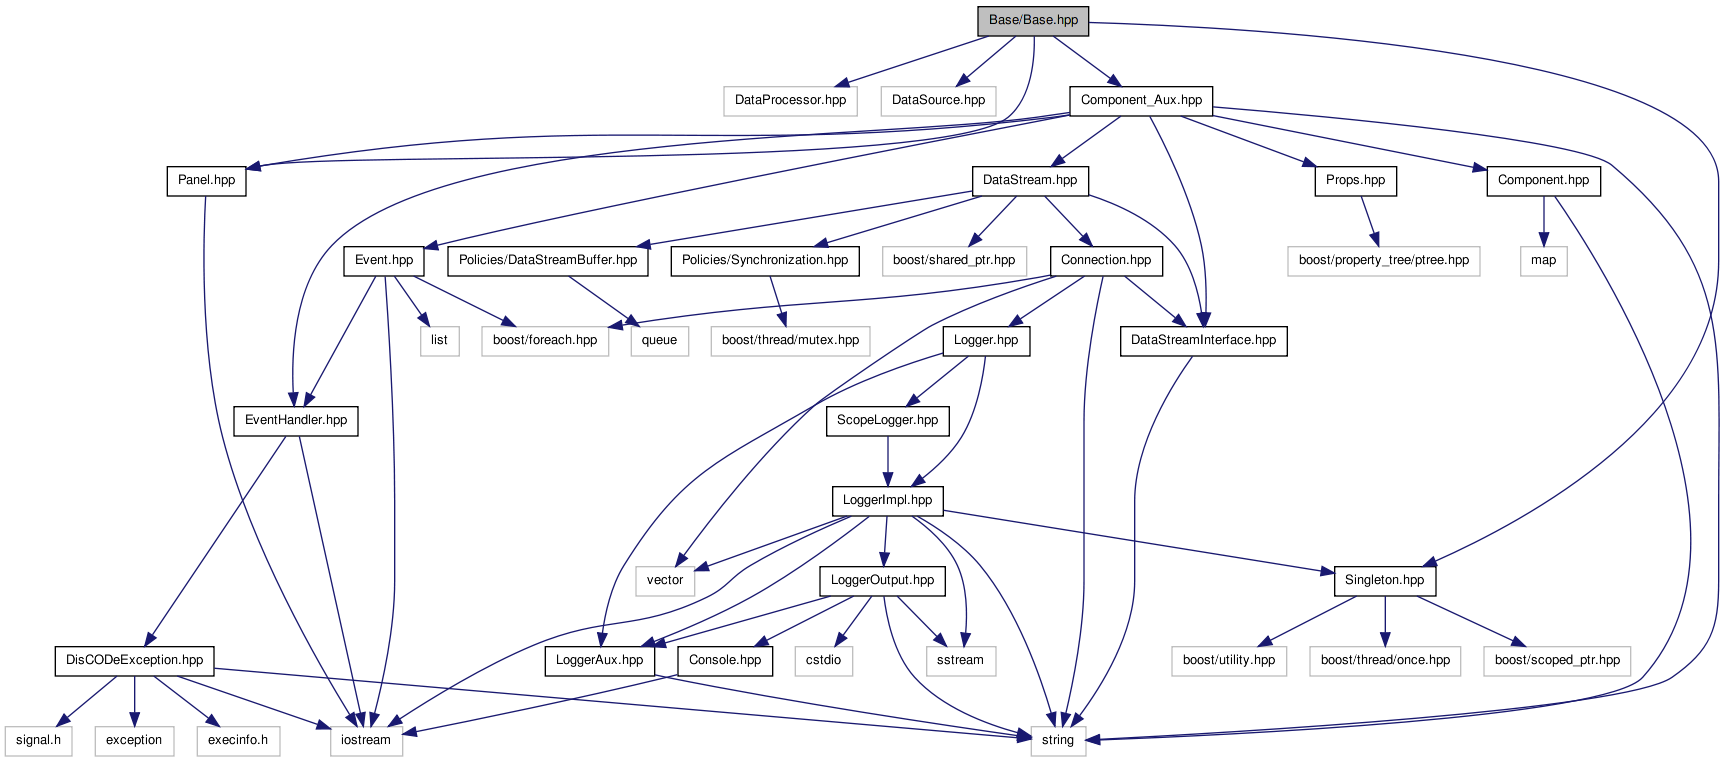 Base/Base.hpp
DataProcessor.hpp
DataSource.hpp
Component_Aux.hpp
Panel.hpp
DataStream.hpp
Props.hpp
Component.hpp
Event.hpp
Policies/DataStreamBuffer.hpp
Policies/Synchronization.hpp
boost/shared_ptr.hpp
Connection.hpp
boost/property_tree/ptree.hpp
map
list
boost/foreach.hpp
queue
boost/thread/mutex.hpp
Logger.hpp
DataStreamInterface.hpp
EventHandler.hpp
ScopeLogger.hpp
LoggerImpl.hpp
vector
LoggerOutput.hpp
Singleton.hpp
DisCODeException.hpp
LoggerAux.hpp
Console.hpp
cstdio
sstream
boost/utility.hpp
boost/thread/once.hpp
boost/scoped_ptr.hpp
signal.h
exception
execinfo.h
iostream
string